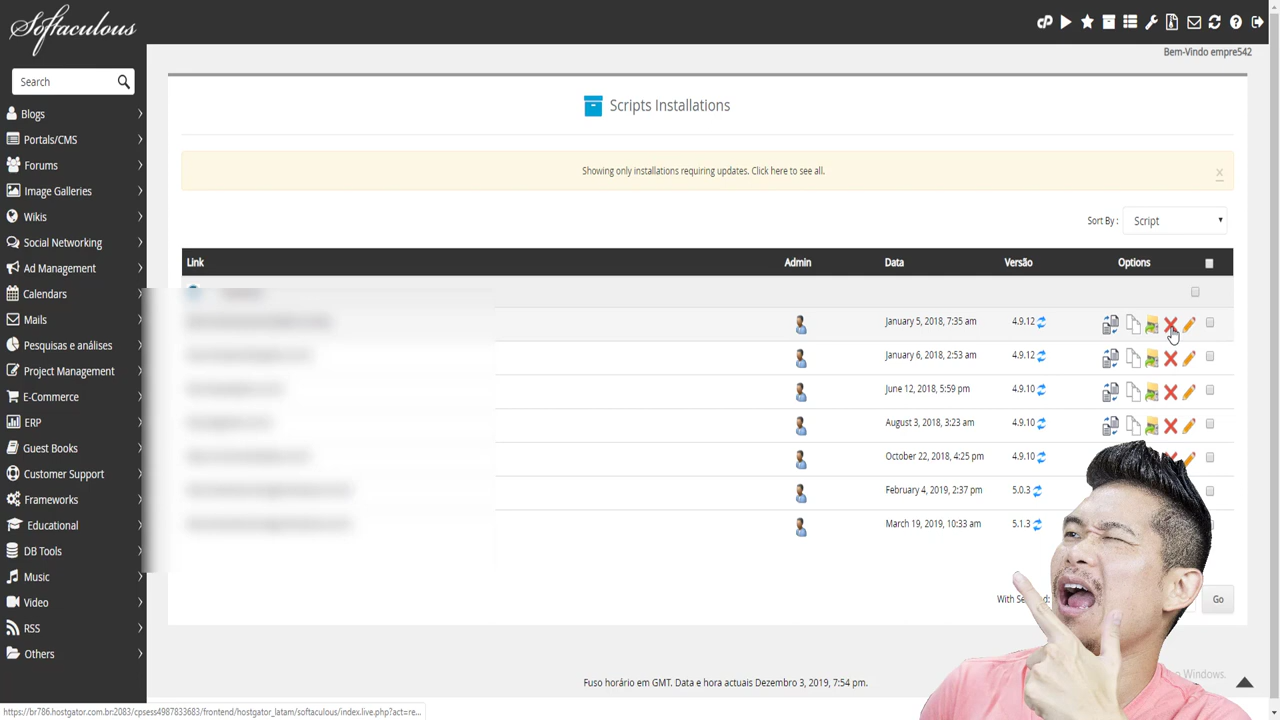 Softaculous
Bem-Vindo empre542
Search
Blogs
Portals/CMS
Forums
Image Galleries
Wikis
Social Networking
Ad Management
Calendars
Mails
Pesquisas e análises
Project Management
E-Commerce
ERP
Guest Books
Customer Support
Frameworks
Educational
DB Tools
Music
Video
RSS
Others
Scripts Installations
Showing only installations requiring updates. Click here to see all.
Sort By : Script
Link Admin Data Versão Options
January 5, 2018, 7:35 am 4.9.12
January 6, 2018, 2:53 am 4.9.12
June 12, 2018, 5:59 pm 4.9.10
August 3, 2018, 3:23 am 4.9.10
October 22, 2018, 4:25 pm 4.9.10
February 4, 2019, 2:37 pm 5.0.3
March 19, 2019, 10:33 am 5.1.3
With Go
Windows.
Fuso horário em GMT. Data e hora actuais Dezembro 3, 2019, 7:54 pm.
https://br786.hostgator.com.br:2083/cpsess4987833683/frontend/hostgator_latam/softaculous/index.live.php?act=re...